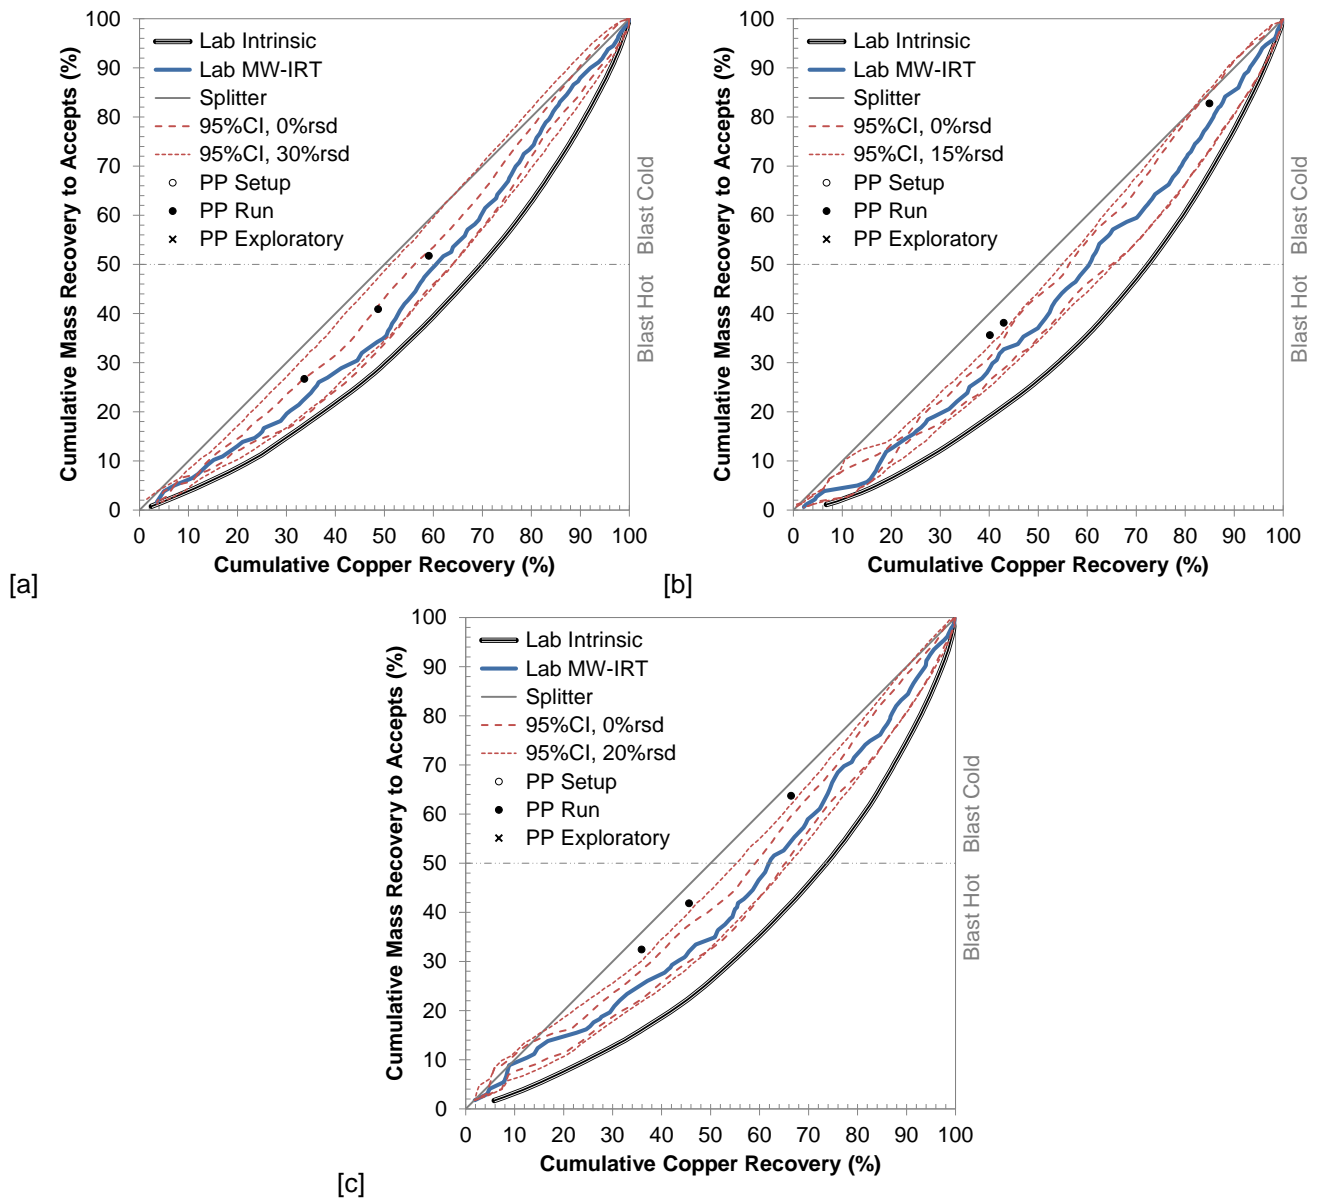 100
90
80
70
60
50
40
30
20
10
0
Cumulative Mass Recovery to Accepts (%)
Lab Intrinsic
Lab MW-IRT
Splitter
95%CI, 0%rsd
95%CI, 30%rsd
PP Setup
PP Run
PP Exploratory
Blast Cold
Blast Hot
0 10 20 30 40 50 60 70 80 90 100
Cumulative Copper Recovery (%)
[a]
100
90
80
70
60
50
40
30
20
10
0
Cumulative Mass Recovery to Accepts (%)
Lab Intrinsic
Lab MW-IRT
Splitter
95%CI, 0%rsd
95%CI, 15%rsd
PP Setup
PP Run
PP Exploratory
Blast Cold
Blast Hot
0 10 20 30 40 50 60 70 80 90 100
Cumulative Copper Recovery (%)
[b]
100
90
80
70
60
50
40
30
20
10
0
Cumulative Mass Recovery to Accepts (%)
Lab Intrinsic
Lab MW-IRT
Splitter
95%CI, 0%rsd
95%CI, 20%rsd
PP Setup
PP Run
PP Exploratory
Blast Cold
Blast Hot
0 10 20 30 40 50 60 70 80 90 100
Cumulative Copper Recovery (%)
[c]